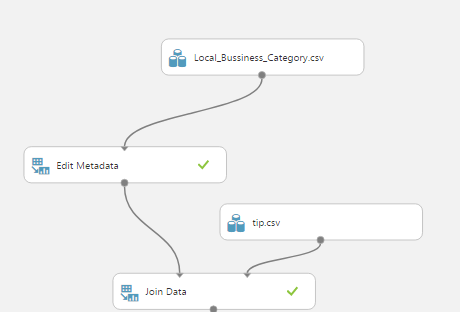 Local_Bussiness_Category.csv
Edit Metadata
tip.csv
Join Data